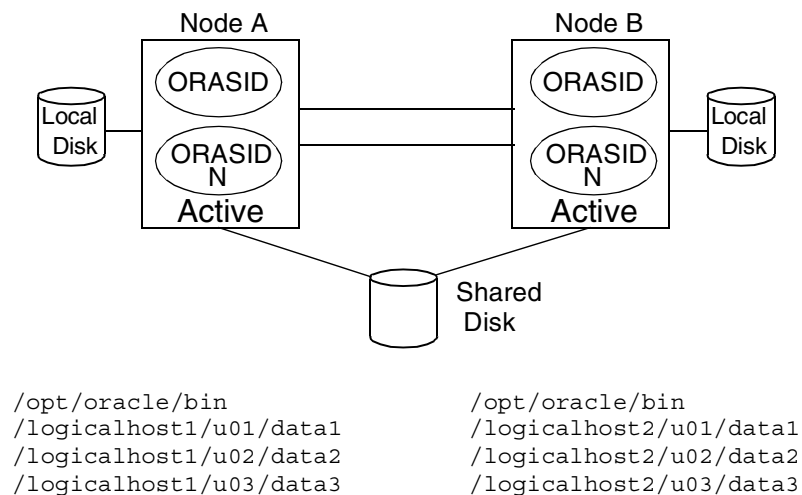 Node A
Node B
ORASID
ORASID
Local
Disk
Local
Disk
ORASID
N
ORASID
N
Active
Active
Shared
Disk
/opt/oracle/bin
/logicalhost1/u01/data1
/logicalhost1/u02/data2
/logicalhost1/u03/data3
/opt/oracle/bin
/logicalhost2/u01/data1
/logicalhost2/u02/data2
/logicalhost2/u03/data3